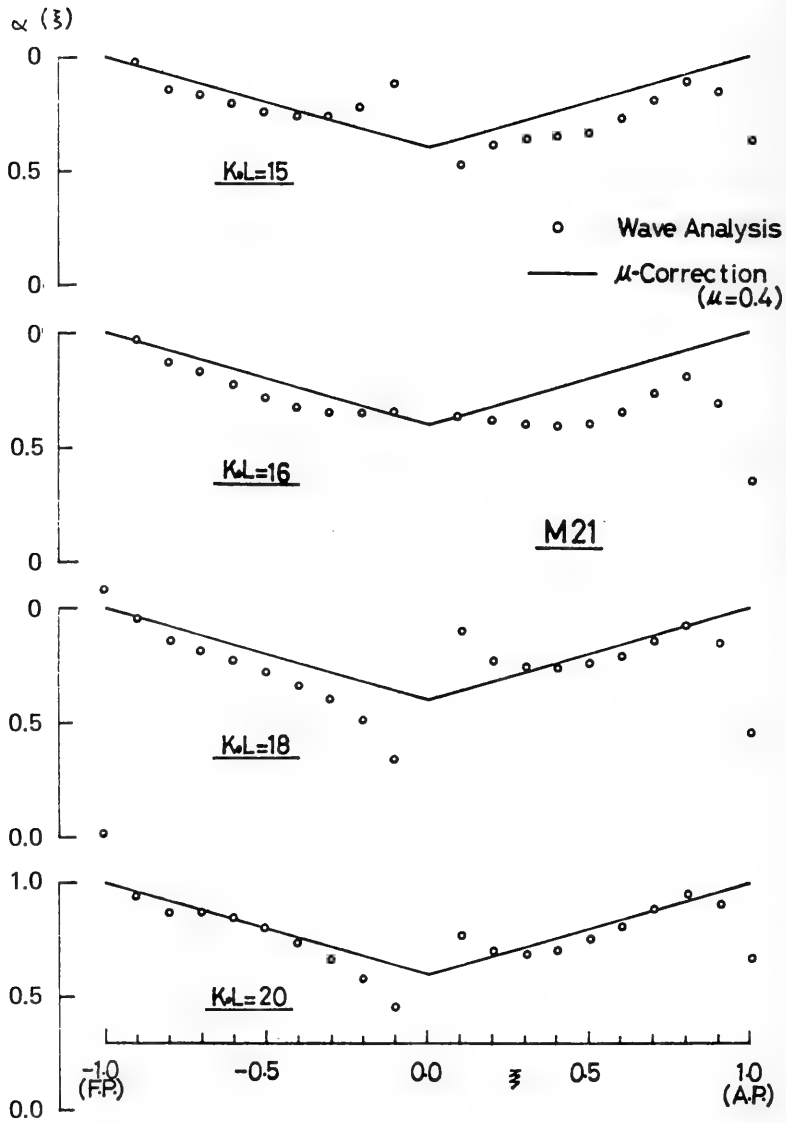 α (ξ)
0
0.5
K₀L=15
Wave Analysis
μ-Correction
(μ=0.4)
0.
0
0.5
K₀L=16
M21
0
0
0.5
K₀L=18
0.0
1.0
0.5
K₀L=20
-1.0 -0.5 0.0 ξ 0.5 1.0
(F.P.) (A.P.)
0.0